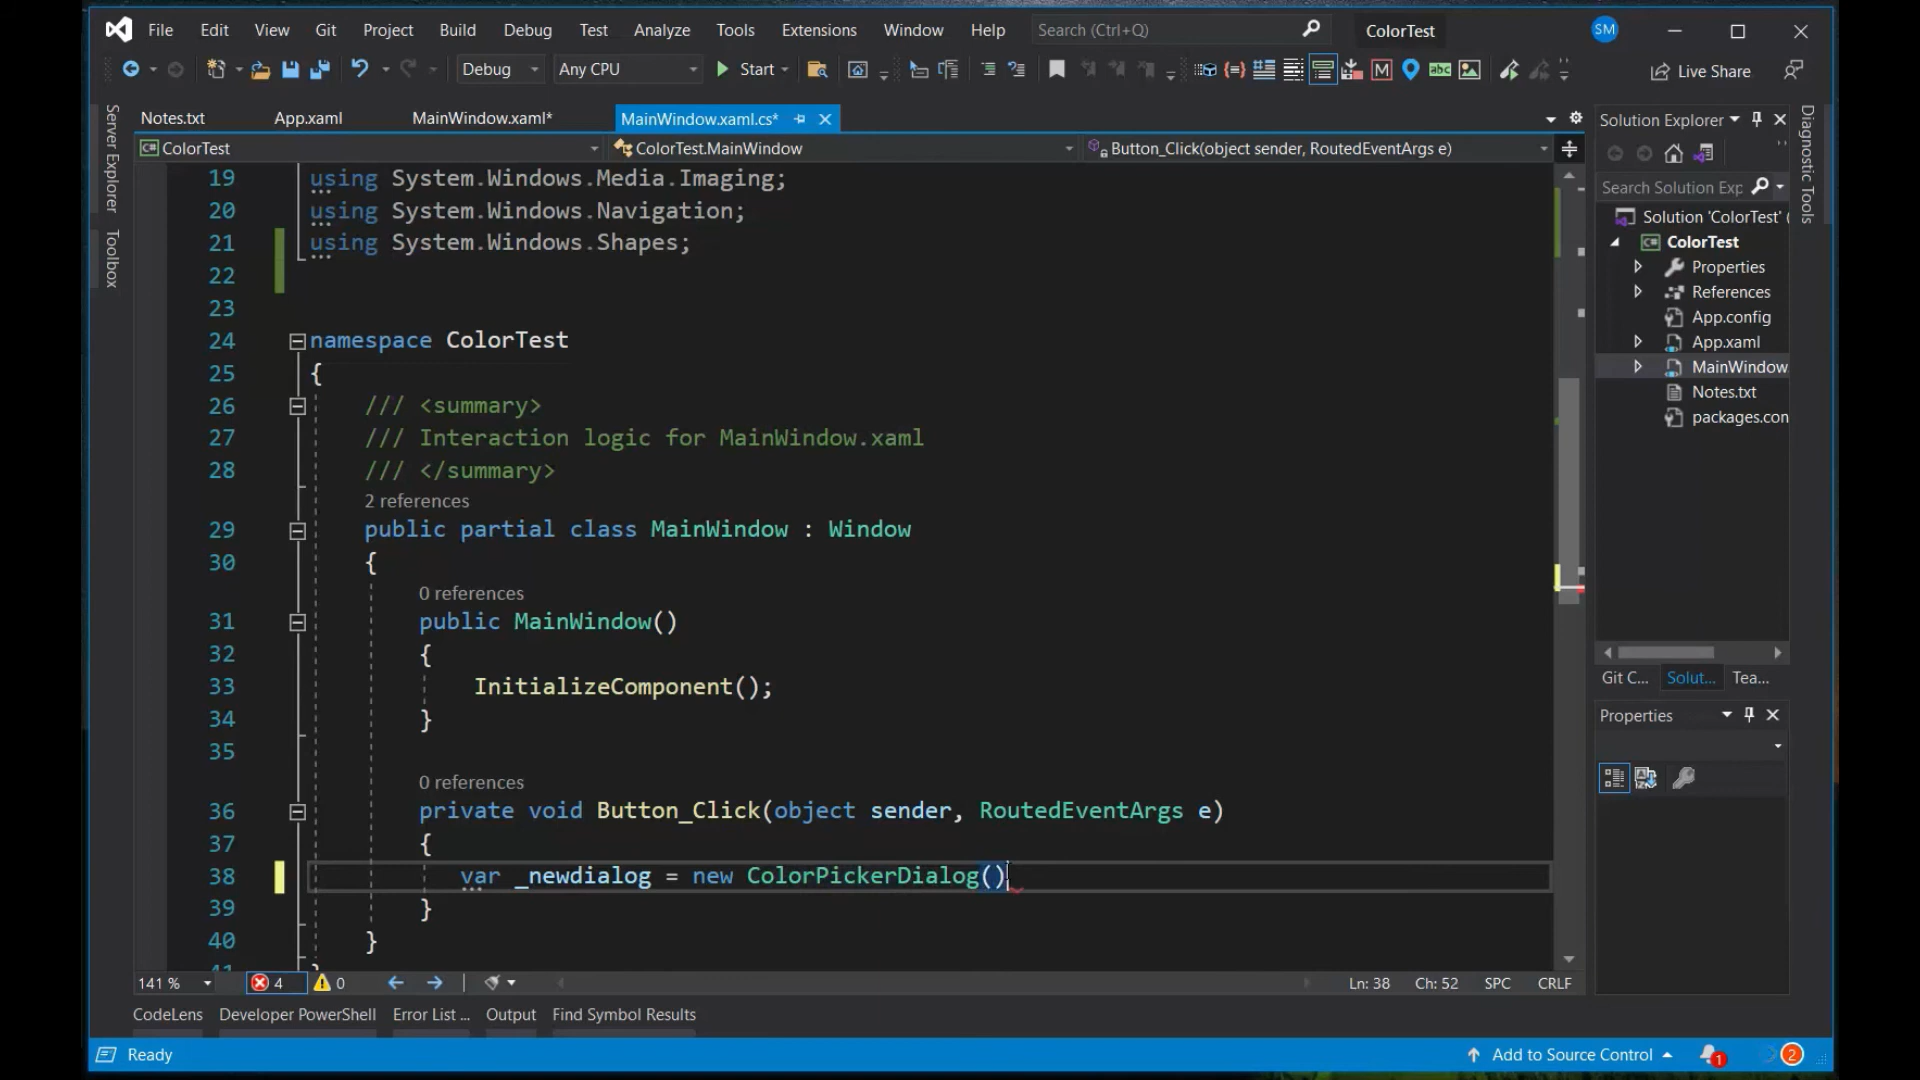 File Edit View Git Project Build Debug Test Analyze Tools Extensions Window Help Search (Ctrl+Q) ColorTest SM
Debug Any CPU Start Live Share
Notes.txt App.xaml MainWindow.xaml* MainWindow.xaml.cs*
ColorTest ColorTest.MainWindow Button_Click(object sender, RoutedEventArgs e)
Server Explorer
Toolbox
19 using System.Windows.Media.Imaging;
20 using System.Windows.Navigation;
21 using System.Windows.Shapes;
22
23
24 namespace ColorTest
25 {
26 /// <summary>
27 /// Interaction logic for MainWindow.xaml
28 /// </summary>
2 references
29 public partial class MainWindow : Window
30 {
0 references
31 public MainWindow()
32 {
33 InitializeComponent();
34 }
35
0 references
36 private void Button_Click(object sender, RoutedEventArgs e)
37 {
38 var _newdialog = new ColorPickerDialog()
39 }
40 }
41 }
141 % 4 0 Ln: 38 Ch: 52 SPC CRLF
Solution Explorer
Search Solution Exp
Solution 'ColorTest' (
ColorTest
Properties
References
App.config
App.xaml
MainWindow
Notes.txt
packages.con
Git C... Solut... Tea...
Properties
Diagnostic Tools
CodeLens Developer PowerShell Error List ... Output Find Symbol Results
Ready Add to Source Control 1 2